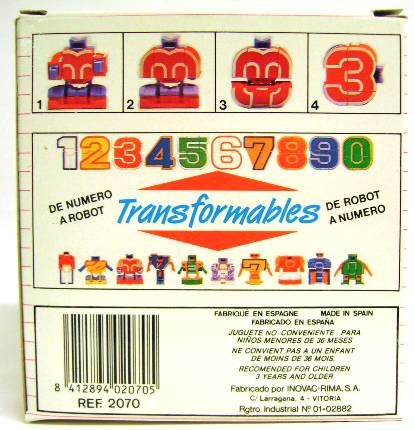 1
2
3
4
3
1234567890
DE NUMERO
A ROBOT
Transformables
DE ROBOT
A NUMERO
7
FABRIQUÉ EN ESPAGNE MADE IN SPAIN
FABRICADO EN ESPAÑA
JUGUETE NO CONVENIENTE PARA
NIÑOS MENORES DE 36 MESES
NE CONVIENT PAS A UN ENFANT
DE MOINS DE 36 MOIS.
RECOMENDED FOR CHILDREN
3 YEARS AND OLDER
Fabricado por INOVAC-RIMA, S.A.
C/ Larragana, 4 - VITORIA
Rgtro. Industrial Nº 01-02882
8 412894 020705
REF. 2070